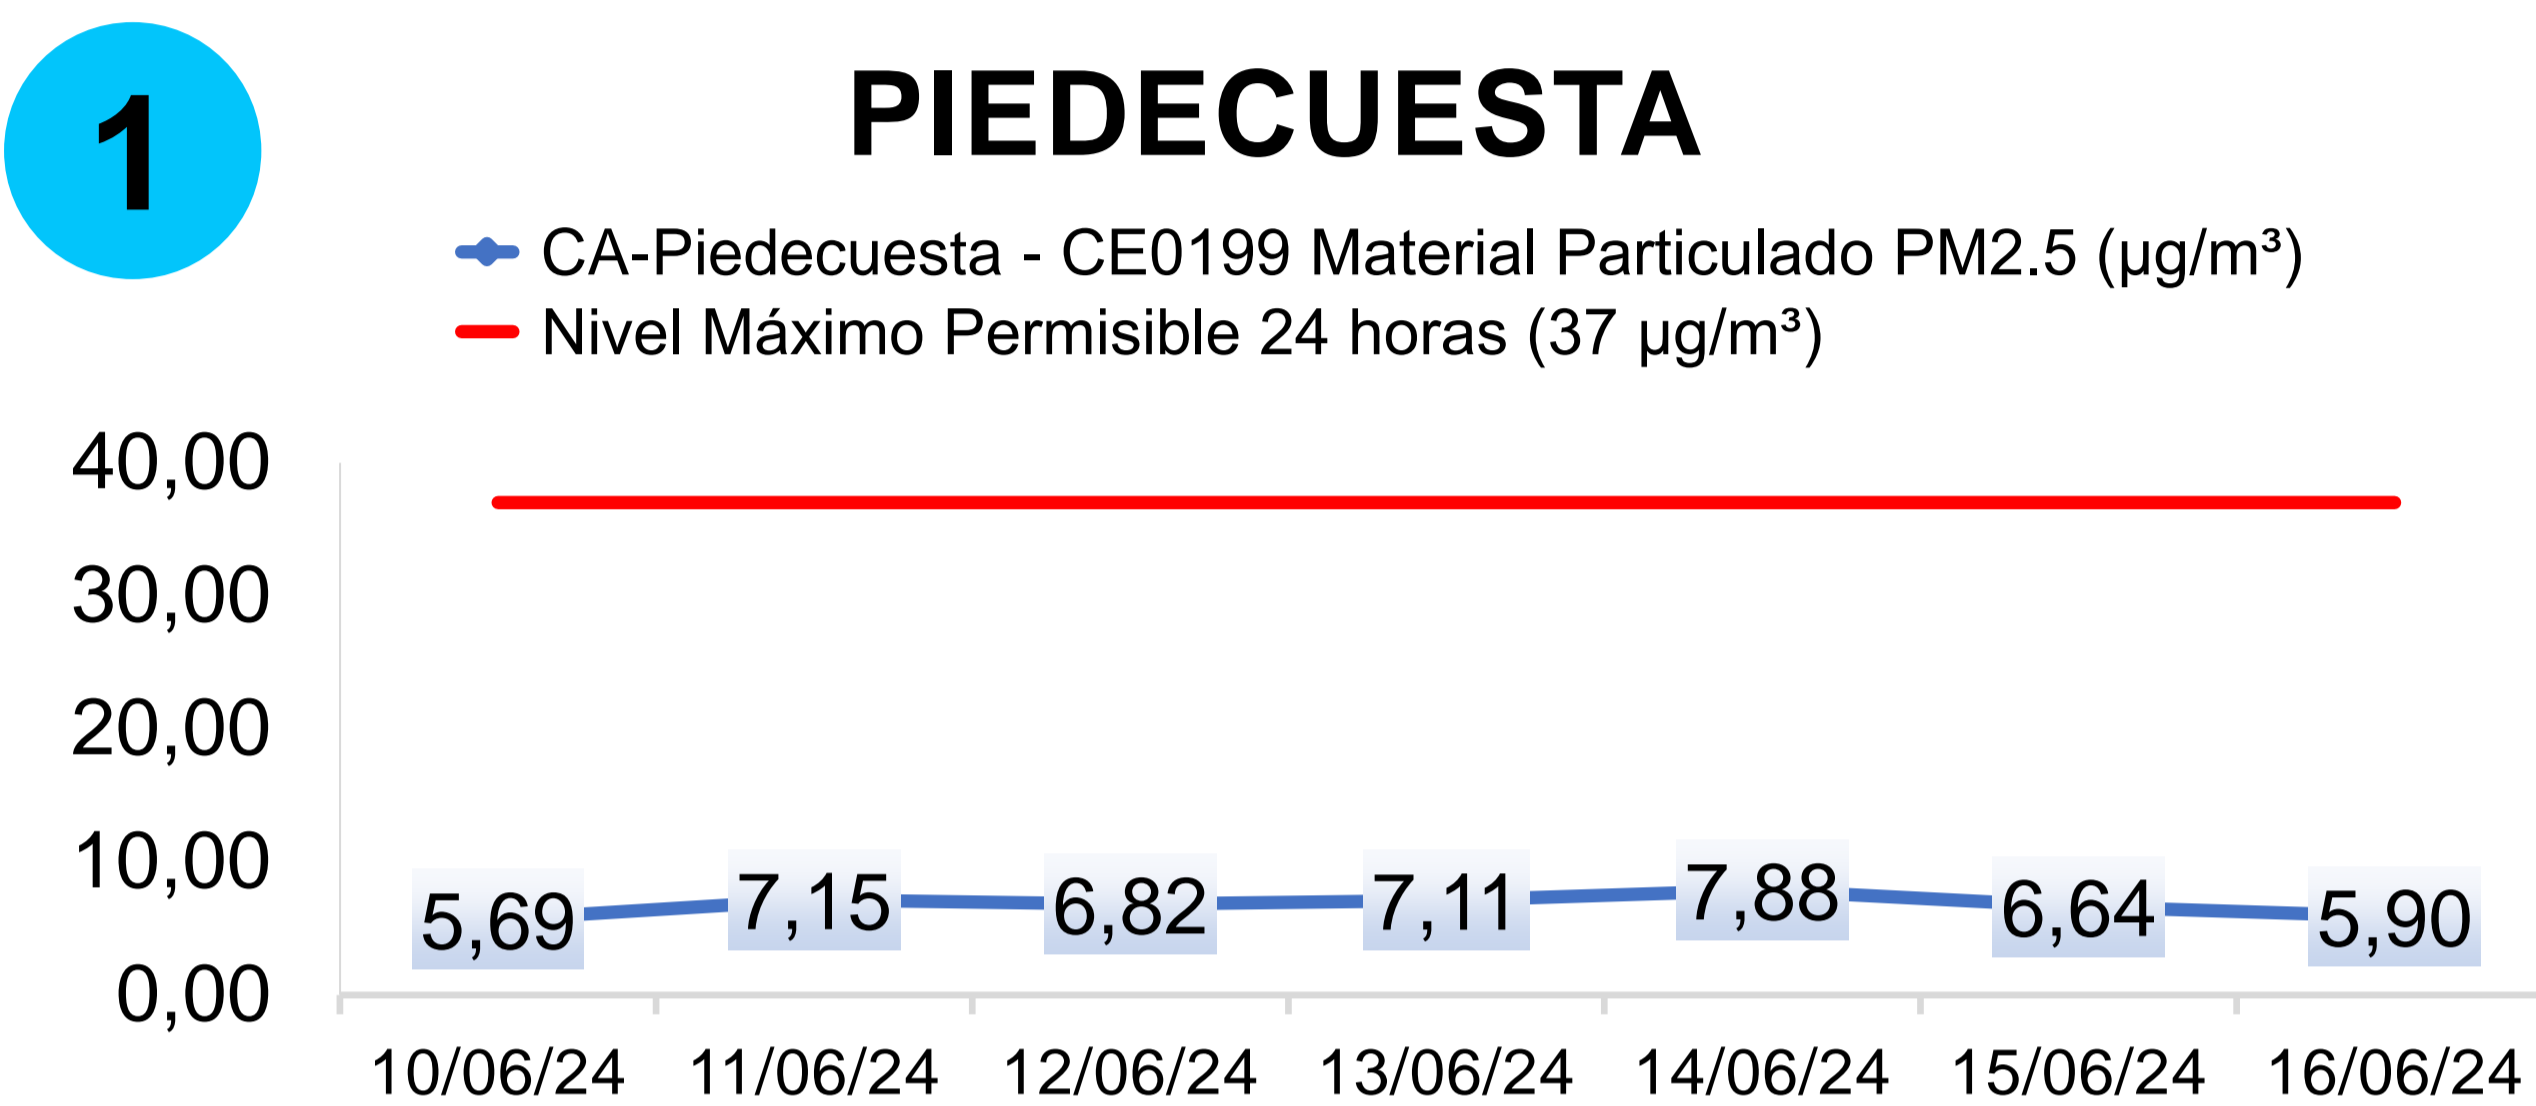 1
PIEDECUESTA
CA-Piedecuesta - CE0199 Material Particulado PM2.5 (µg/m³)
Nivel Máximo Permisible 24 horas (37 µg/m³)
40,00
30,00
20,00
10,00
0,00
5,69 7,15 6,82 7,11 7,88 6,64 5,90
10/06/24 11/06/24 12/06/24 13/06/24 14/06/24 15/06/24 16/06/24